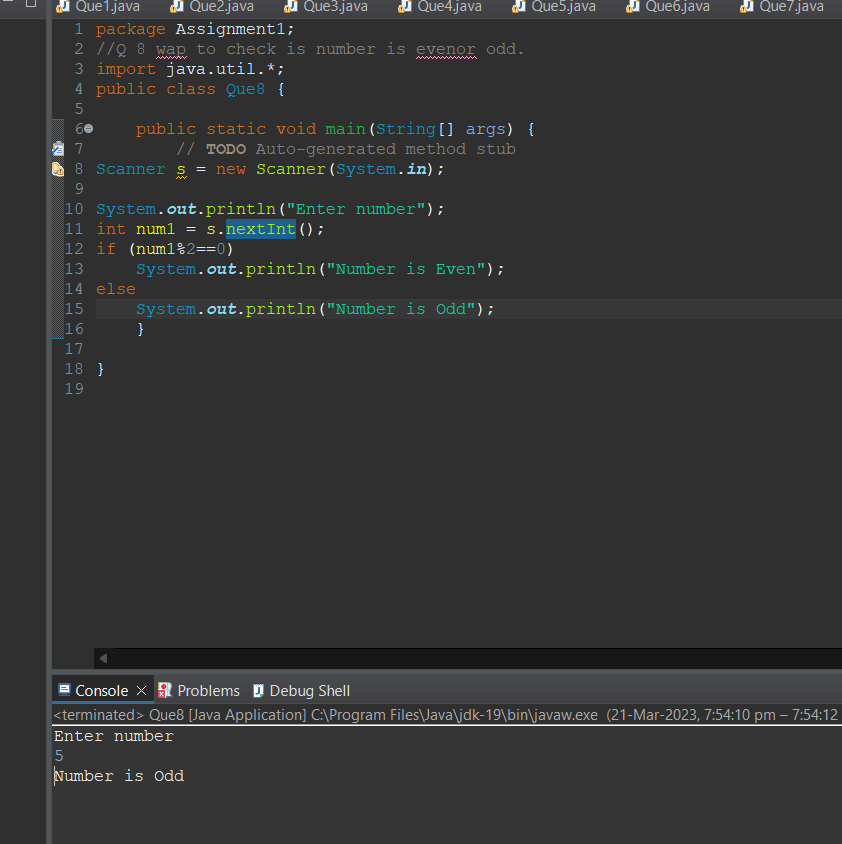 Que1.java Que2.java Que3.java Que4.java Que5.java Que6.java Que7.java
1 package Assignment1;
2 //Q 8 wap to check is number is evenor odd.
3 import java.util.*;
4 public class Que8 {
5
6 public static void main(String[] args) {
7 // TODO Auto-generated method stub
8 Scanner s = new Scanner(System.in);
9
10 System.out.println("Enter number");
11 int num1 = s.nextInt();
12 if (num1%2==0)
13 System.out.println("Number is Even");
14 else
15 System.out.println("Number is Odd");
16 }
17
18 }
19
Console Problems Debug Shell
<terminated> Que8 [Java Application] C:\Program Files\Java\jdk-19\bin\javaw.exe (21-Mar-2023, 7:54:10 pm – 7:54:12
Enter number
5
Number is Odd